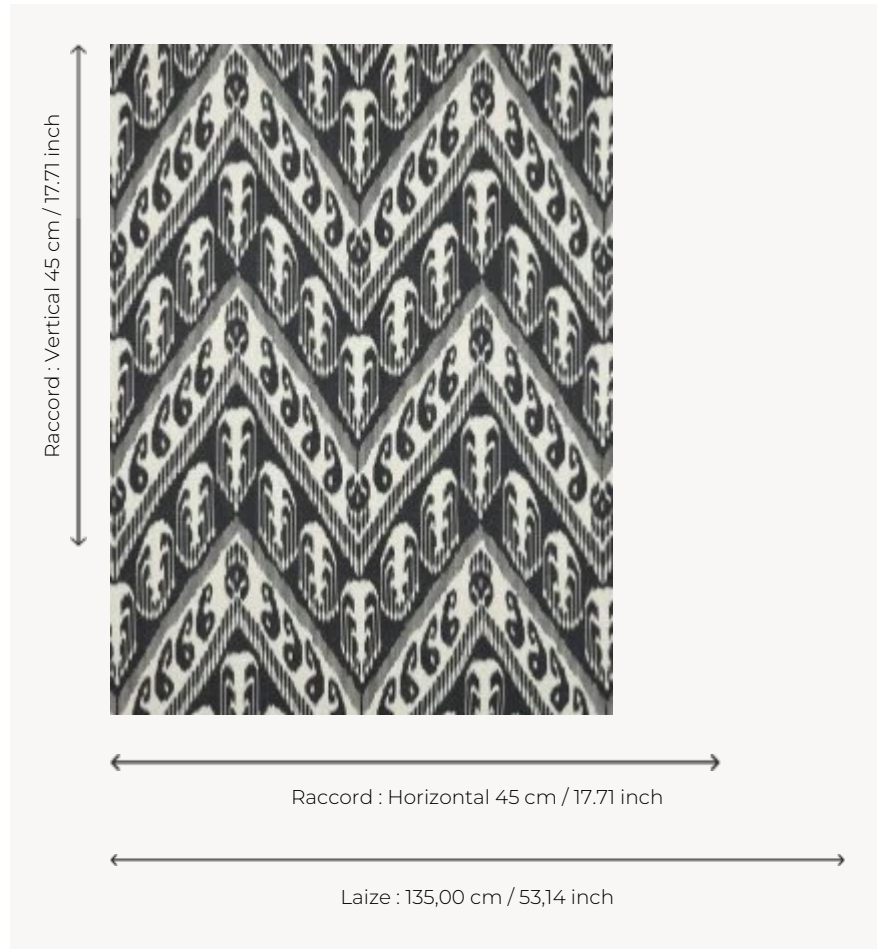 Raccord : Vertical 45 cm / 17.71 inch
Raccord : Horizontal 45 cm / 17.71 inch
Laize : 135,00 cm / 53,14 inch